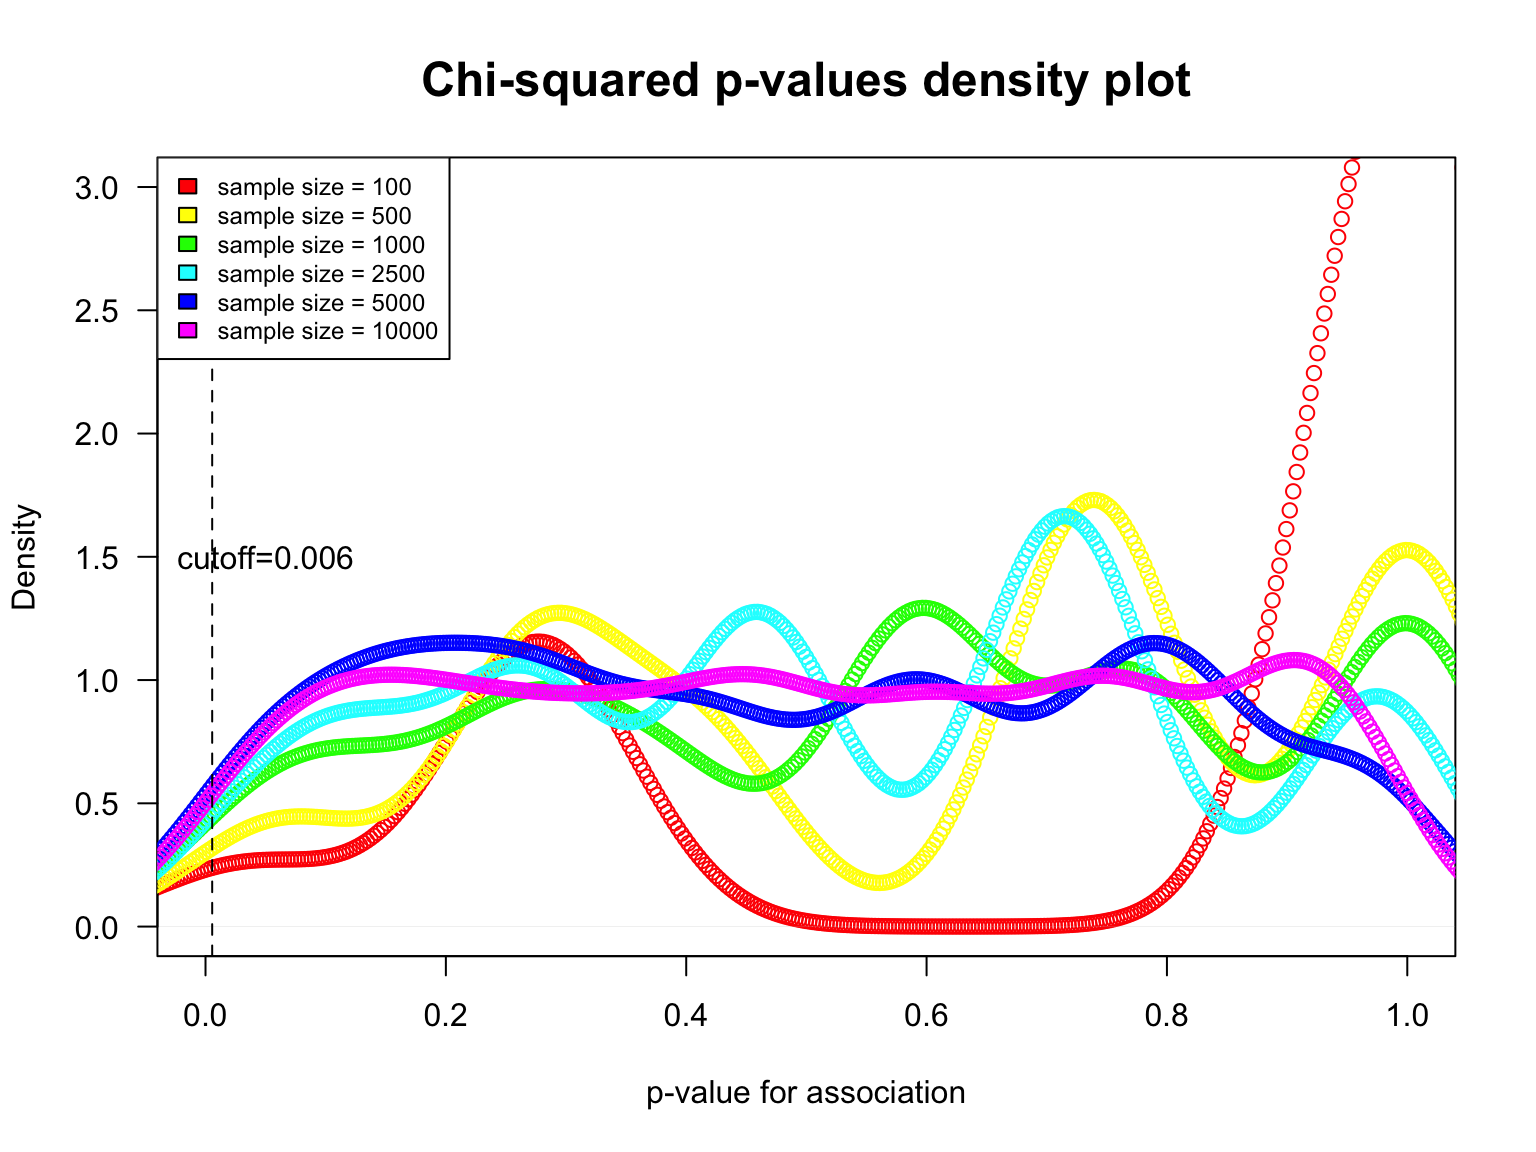 Chi-squared p-values density plot
sample size = 100
sample size = 500
sample size = 1000
sample size = 2500
sample size = 5000
sample size = 10000
3.0
2.5
2.0
1.5
1.0
0.5
0.0
Density
cutoff=0.006
0.0 0.2 0.4 0.6 0.8 1.0
p-value for association